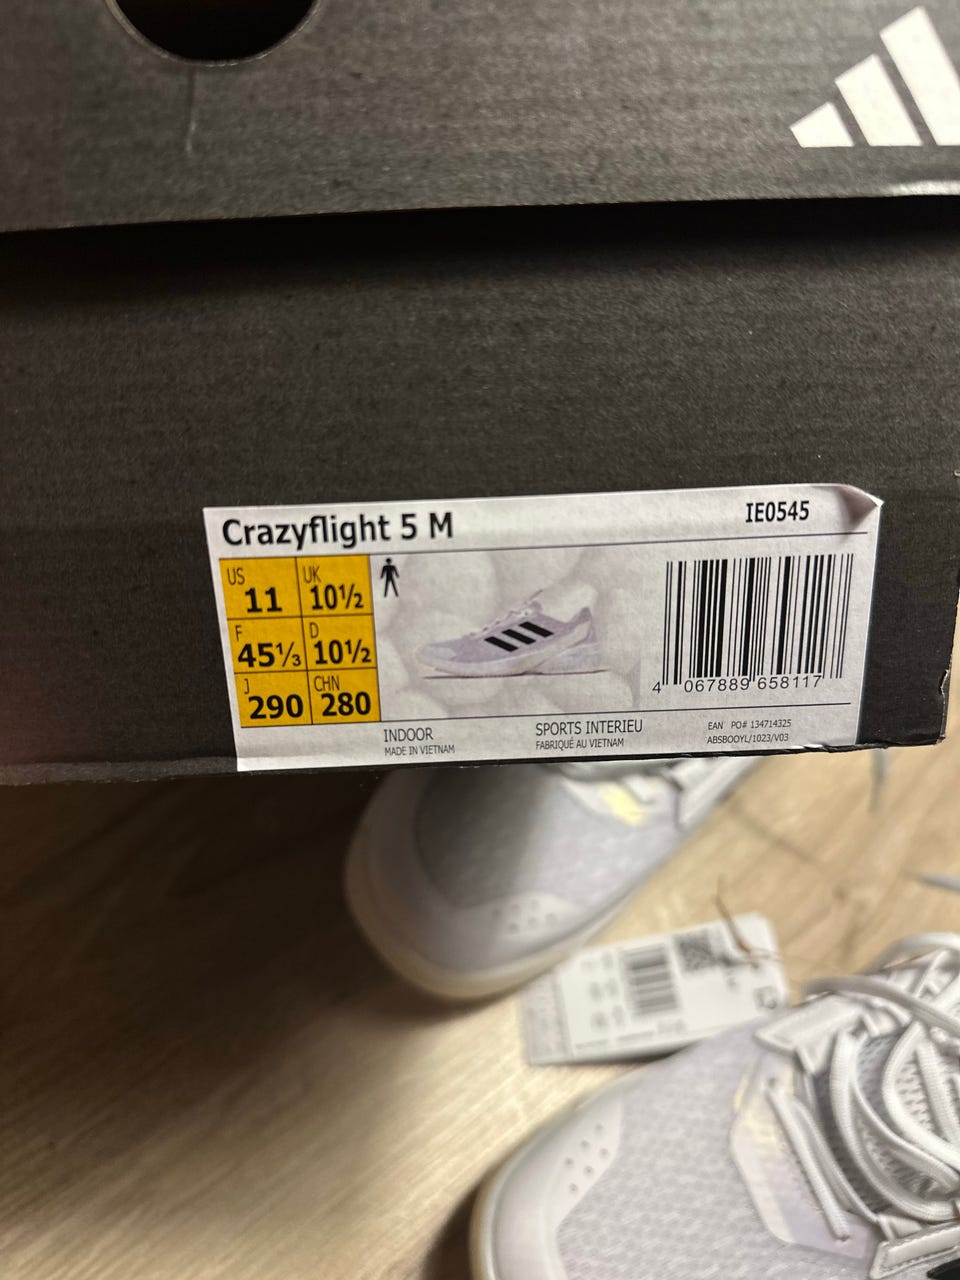 Crazyflight 5 M
IE0545
US
11
UK
10½
F
45⅓
D
10½
J
290
CHN
280
4 067889 658117
INDOOR
MADE IN VIETNAM
SPORTS INTERIEU
FABRIQUÉ AU VIETNAM
EAN PO# 134714325
ABSBOOYL/1023/V03